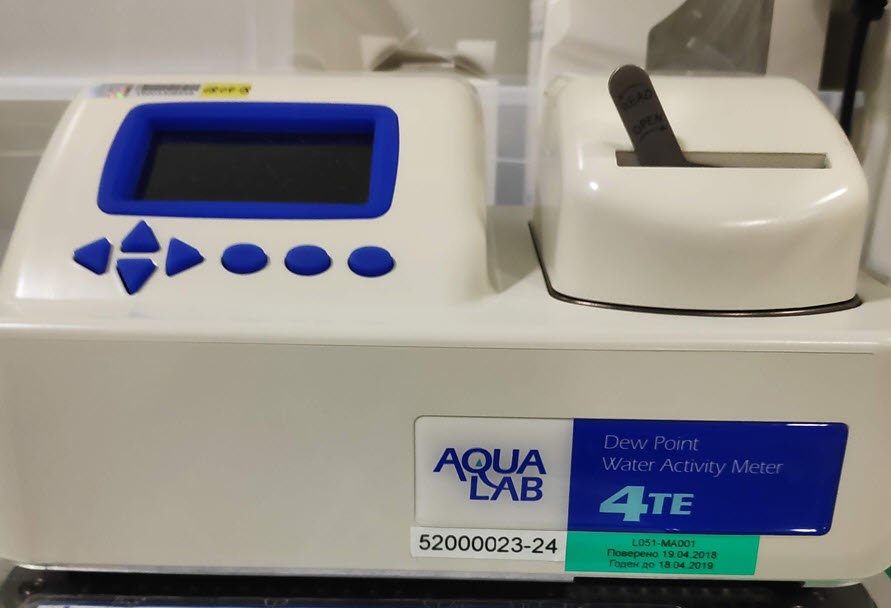 READ
OPEN
AQUA
LAB
Dew Point
Water Activity Meter
4TE
52000023-24
L051-MA001
Поверено 19.04.2018
Годен до 18.04.2019